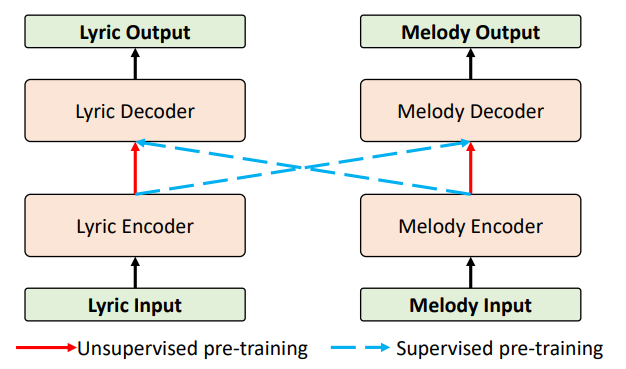 Lyric Output
Melody Output
Lyric Decoder
Melody Decoder
Lyric Encoder
Melody Encoder
Lyric Input
Melody Input
Unsupervised pre-training
Supervised pre-training